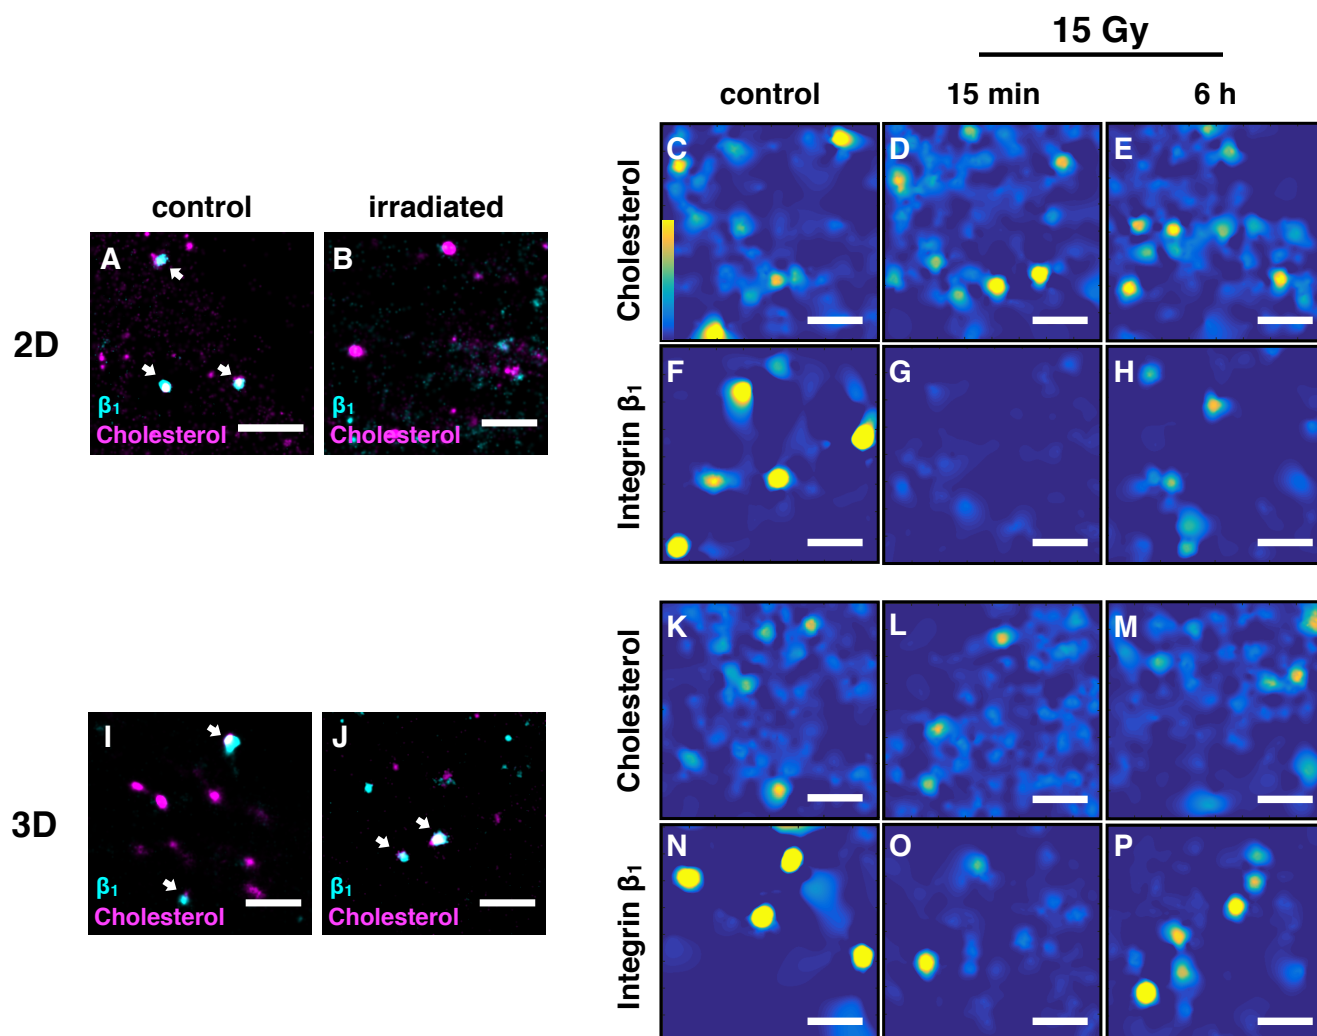 15 Gy
control
15 min
6 h
Cholesterol
C
D
E
control
irradiated
2D
A
β₁
Cholesterol
B
β₁
Cholesterol
Integrin β₁
F
G
H
Cholesterol
K
L
M
3D
I
β₁
Cholesterol
J
β₁
Cholesterol
Integrin β₁
N
O
P